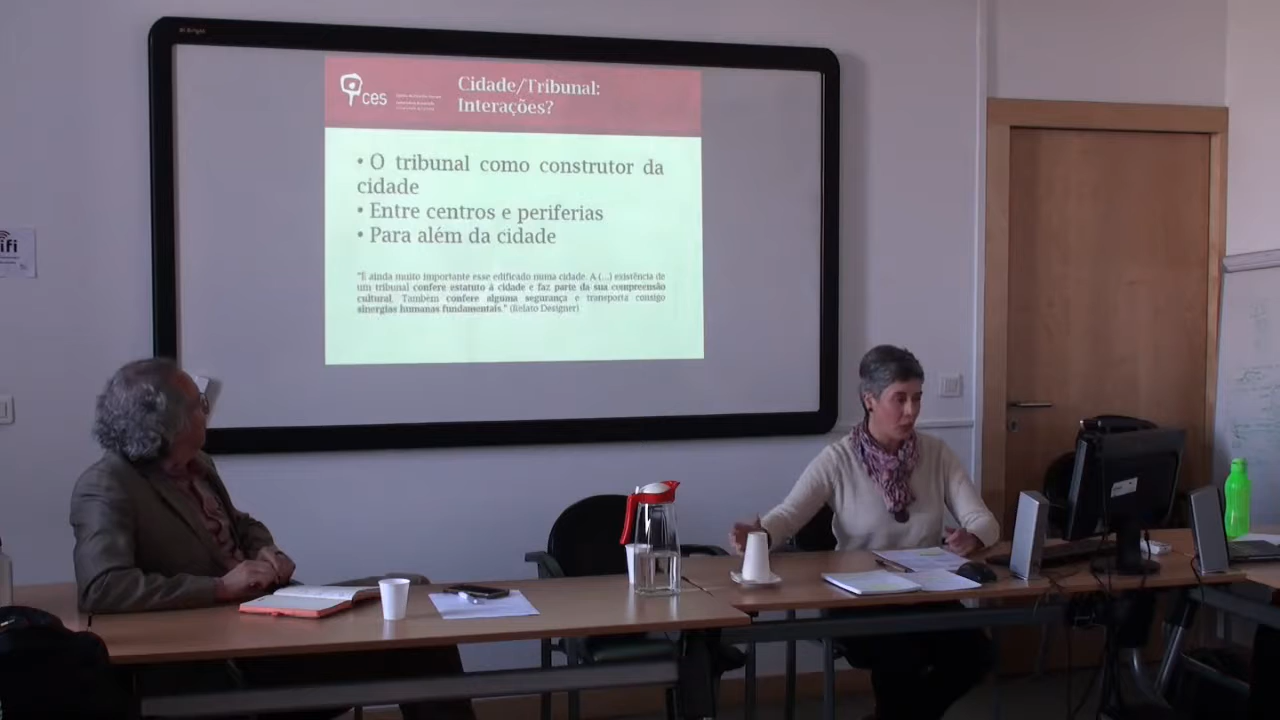 ces
Cidade/Tribunal:
Interações?
• O tribunal como construtor da
cidade
• Entre centros e periferias
• Para além da cidade
"É ainda muito importante esse edificado numa cidade. A (...) existência de
um tribunal confere estatuto à cidade e faz parte da sua compreensão
cultural. Também confere alguma segurança e transporta consigo
sinergias humanas fundamentais." (Relato Designer)
ifi